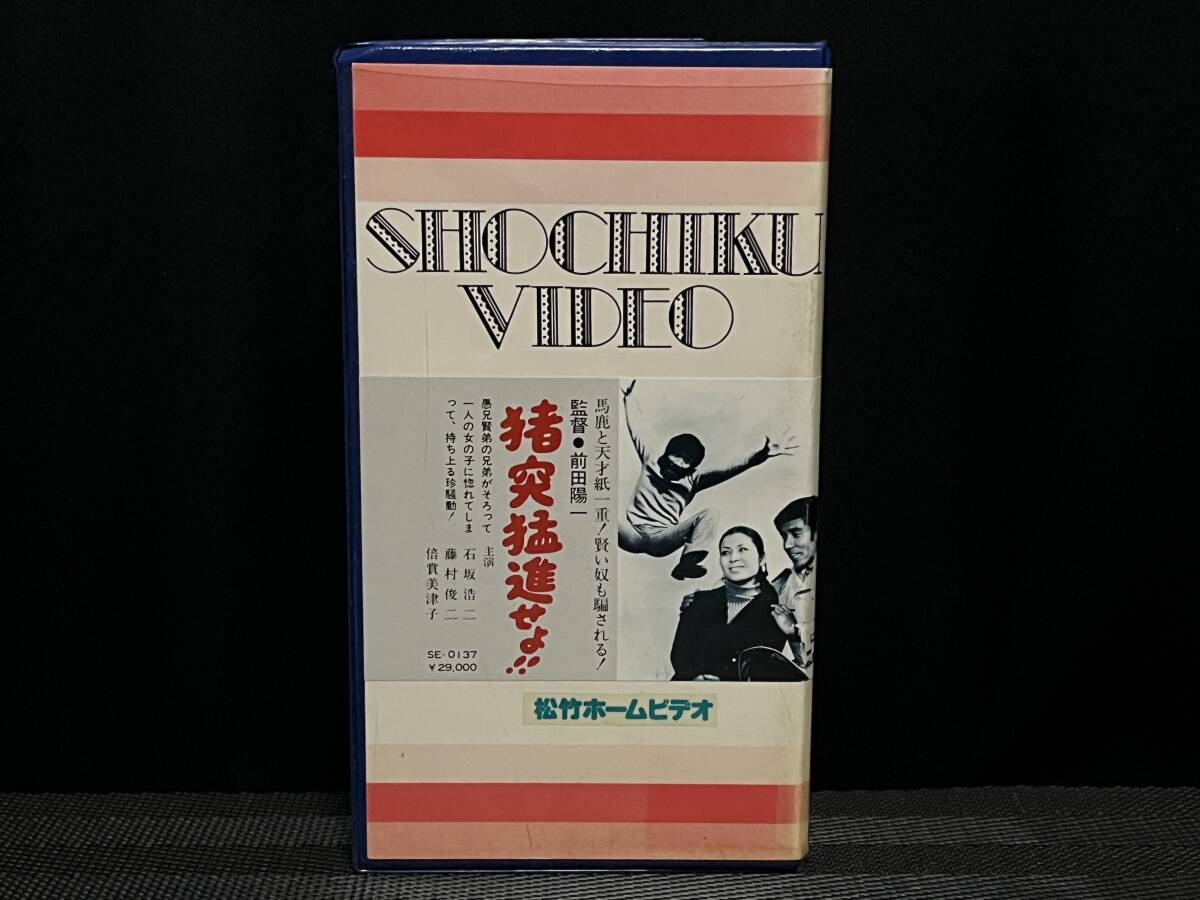 SHOCHIKU
VIDEO
馬鹿と天才紙一重!賢い奴も騙される!
監督●前田陽一
猪突猛進せよ!!
愚兄賢弟の兄弟がそろって
一人の女の子に惚れてしま
って、持ち上る珍騒動!
主演
石坂浩二
藤村俊二
倍賞美津子
SE-0137
¥29,000
松竹ホームビデオ